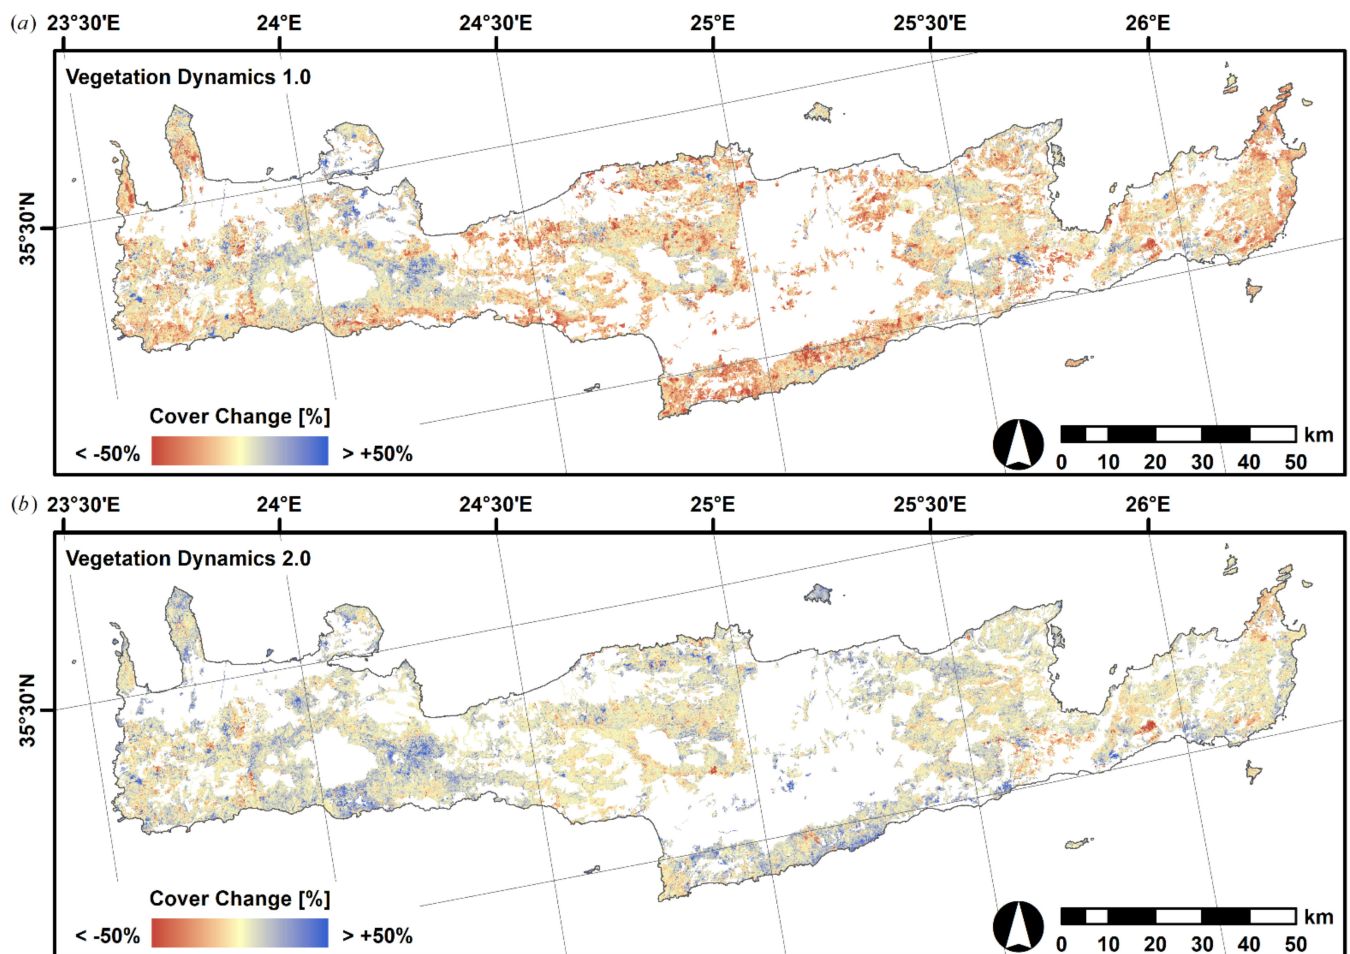 (a) 23°30'E 24°E 24°30'E 25°E 25°30'E 26°E
Vegetation Dynamics 1.0
35°30'N
Cover Change [%]
< -50% > +50%
km
0 10 20 30 40 50
(b) 23°30'E 24°E 24°30'E 25°E 25°30'E 26°E
Vegetation Dynamics 2.0
35°30'N
Cover Change [%]
< -50% > +50%
km
0 10 20 30 40 50